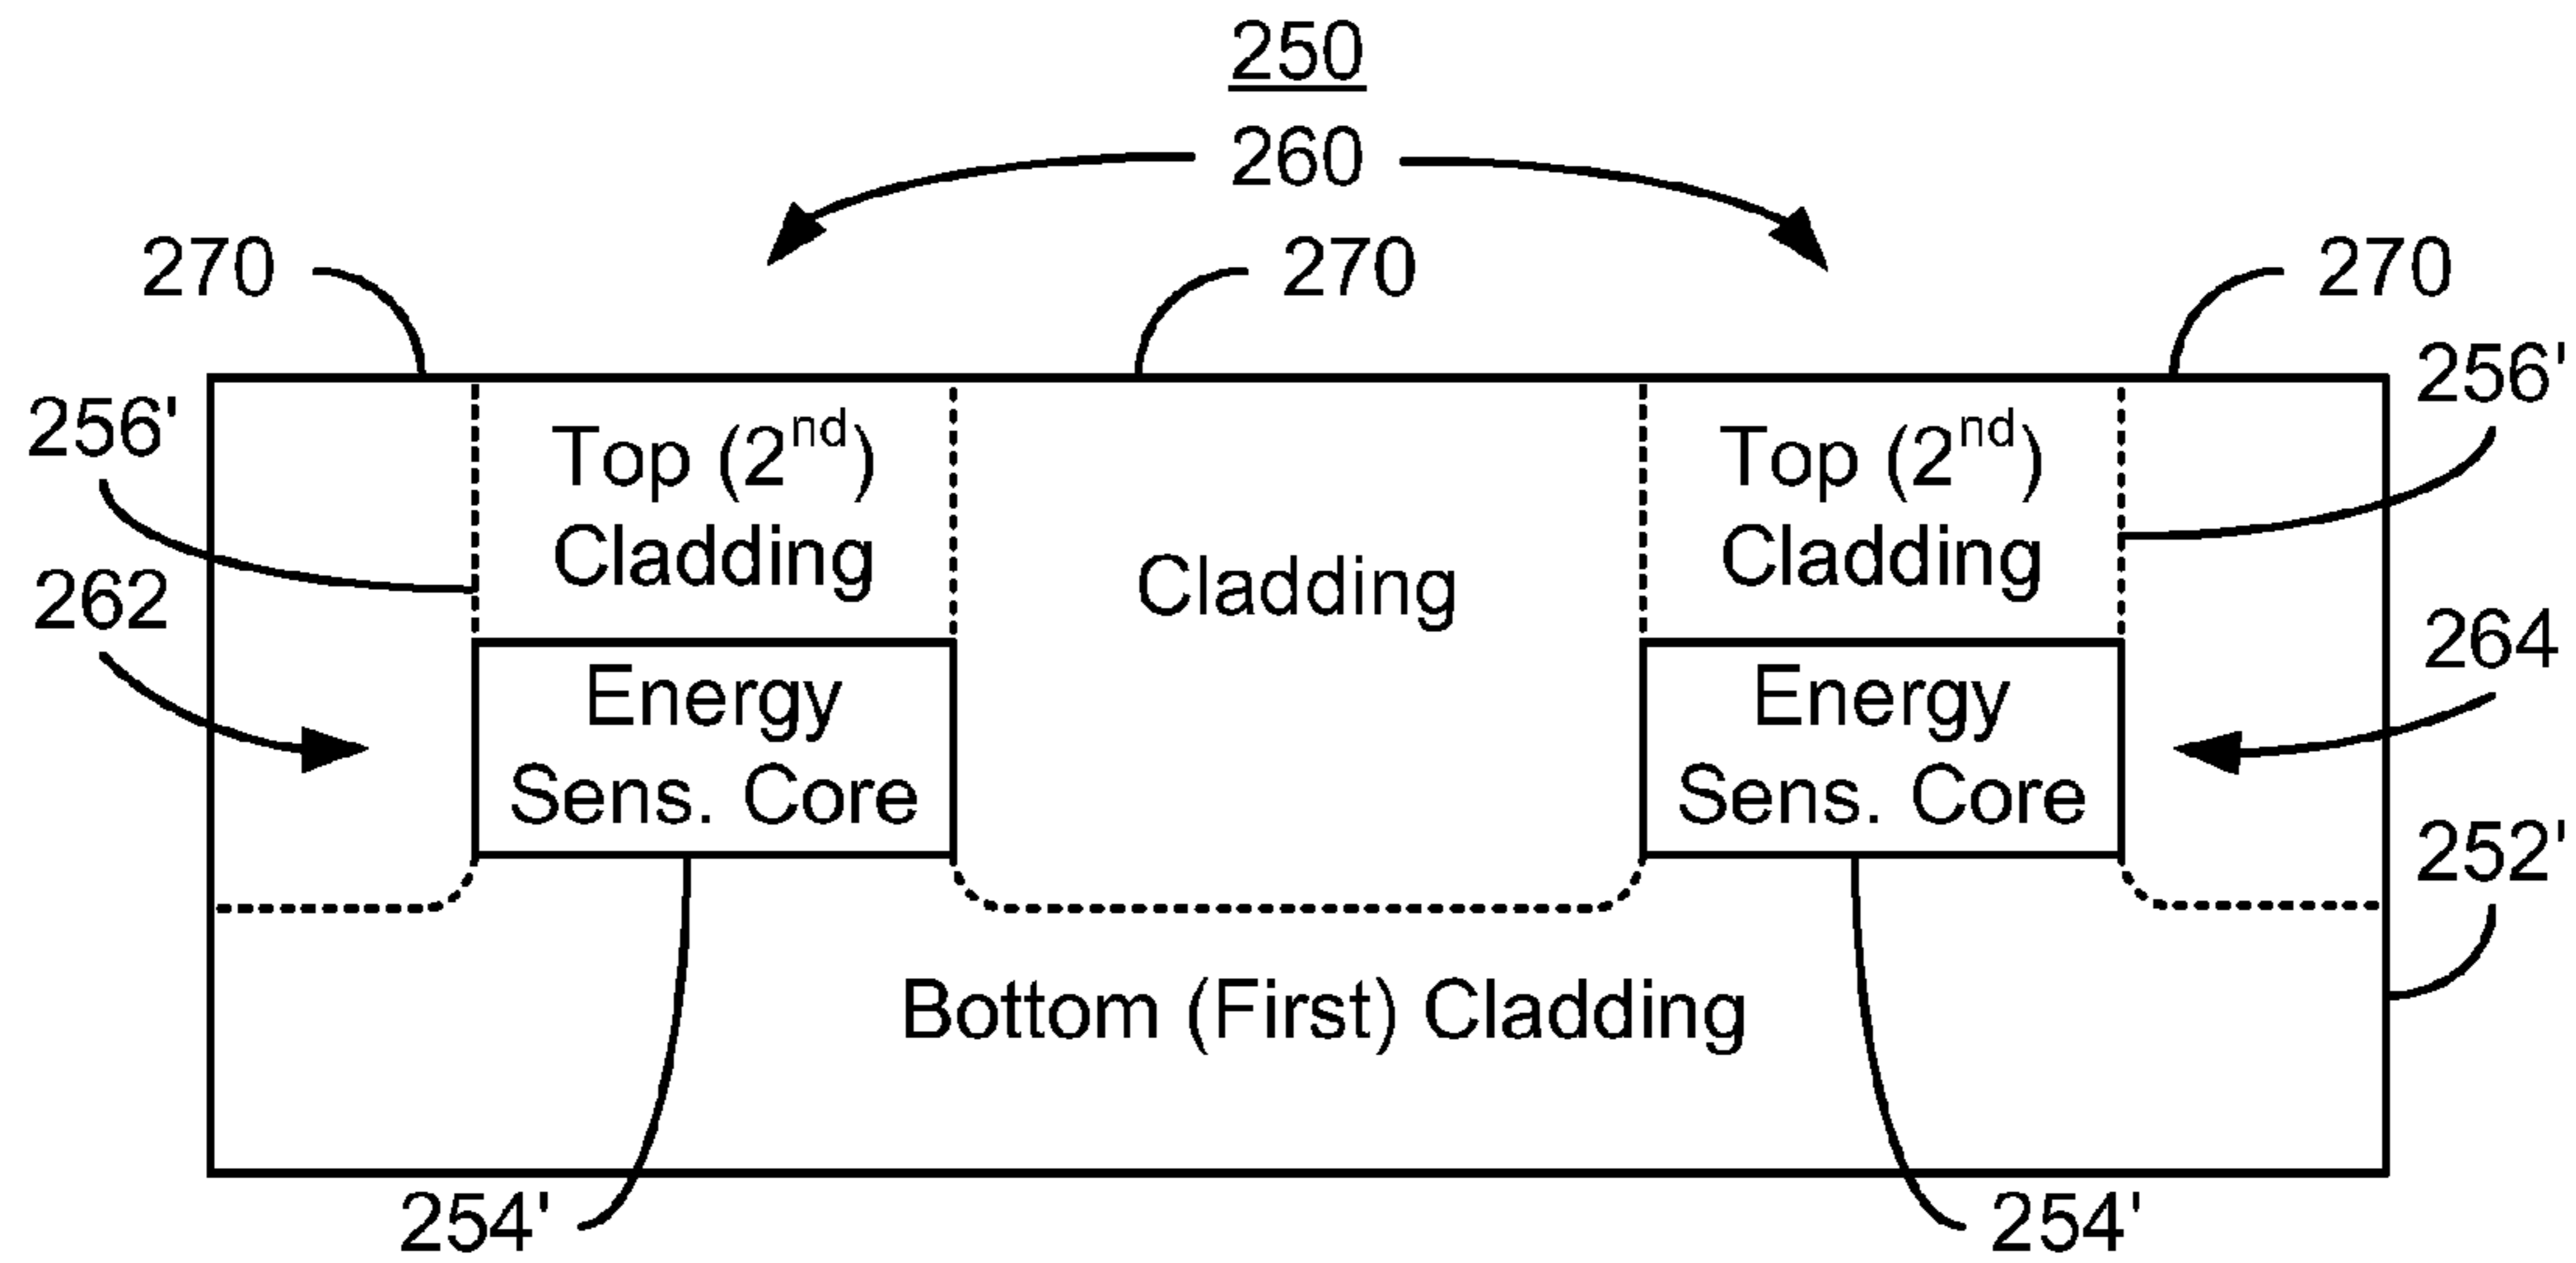 250
260
270
270
270
256'
256'
Top (2nd)
Cladding
Top (2nd)
Cladding
Cladding
262
264
Energy
Sens. Core
Energy
Sens. Core
252'
Bottom (First) Cladding
254'
254'